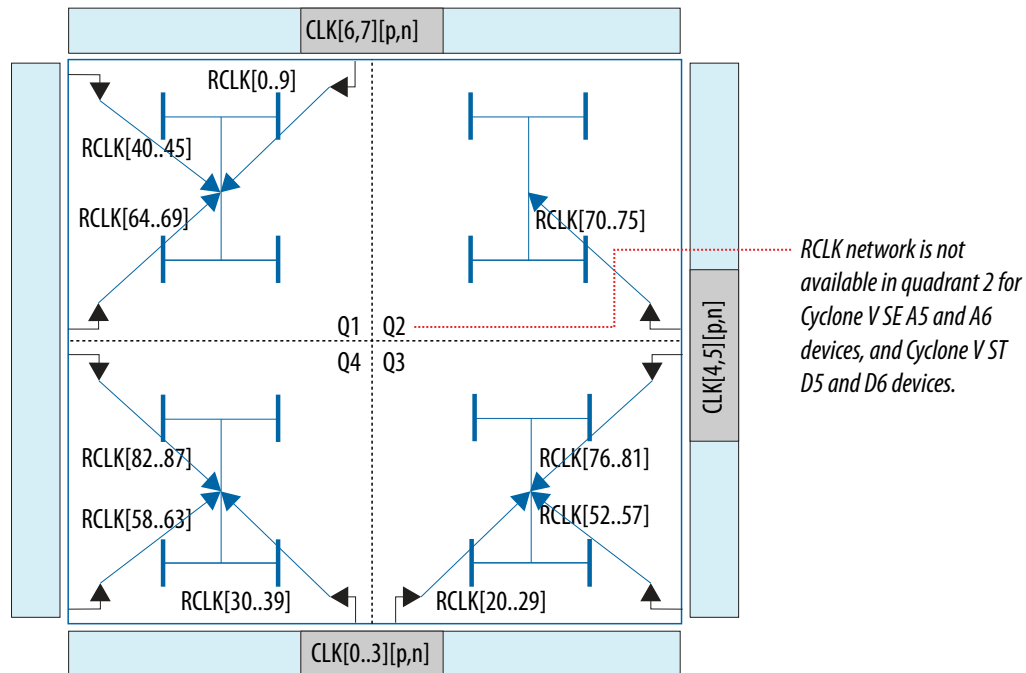 CLK[6,7][p,n]
RCLK[0..9]
RCLK[40..45]
RCLK[64..69]
RCLK[70..75]
RCLK network is not
available in quadrant 2 for
Cyclone V SE A5 and A6
devices, and Cyclone V ST
D5 and D6 devices.
Q1 Q2
Q4 Q3
CLK[4,5][p,n]
RCLK[82..87]
RCLK[76..81]
RCLK[58..63]
RCLK[52..57]
RCLK[30..39]
RCLK[20..29]
CLK[0..3][p,n]